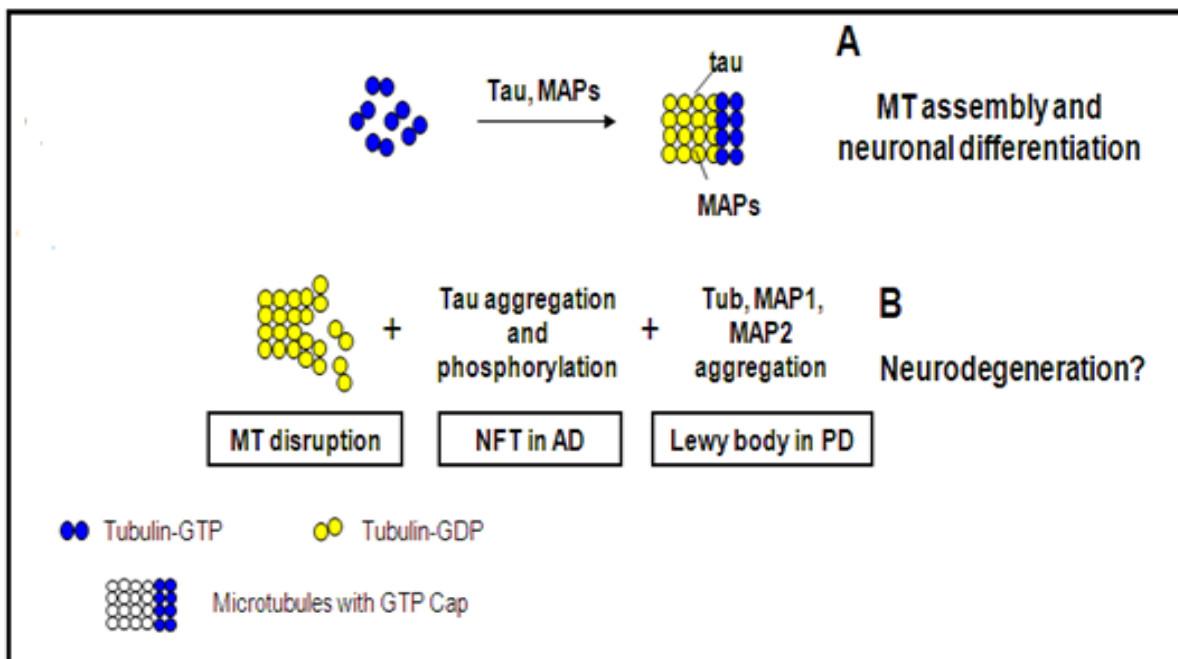 A
tau
Tau, MAPs
MT assembly and
neuronal differentiation
MAPs
B
+
Tau aggregation
and
phosphorylation
+
Tub, MAP1,
MAP2
aggregation
Neurodegeneration?
MT disruption
NFT in AD
Lewy body in PD
Tubulin-GTP
Tubulin-GDP
Microtubules with GTP Cap